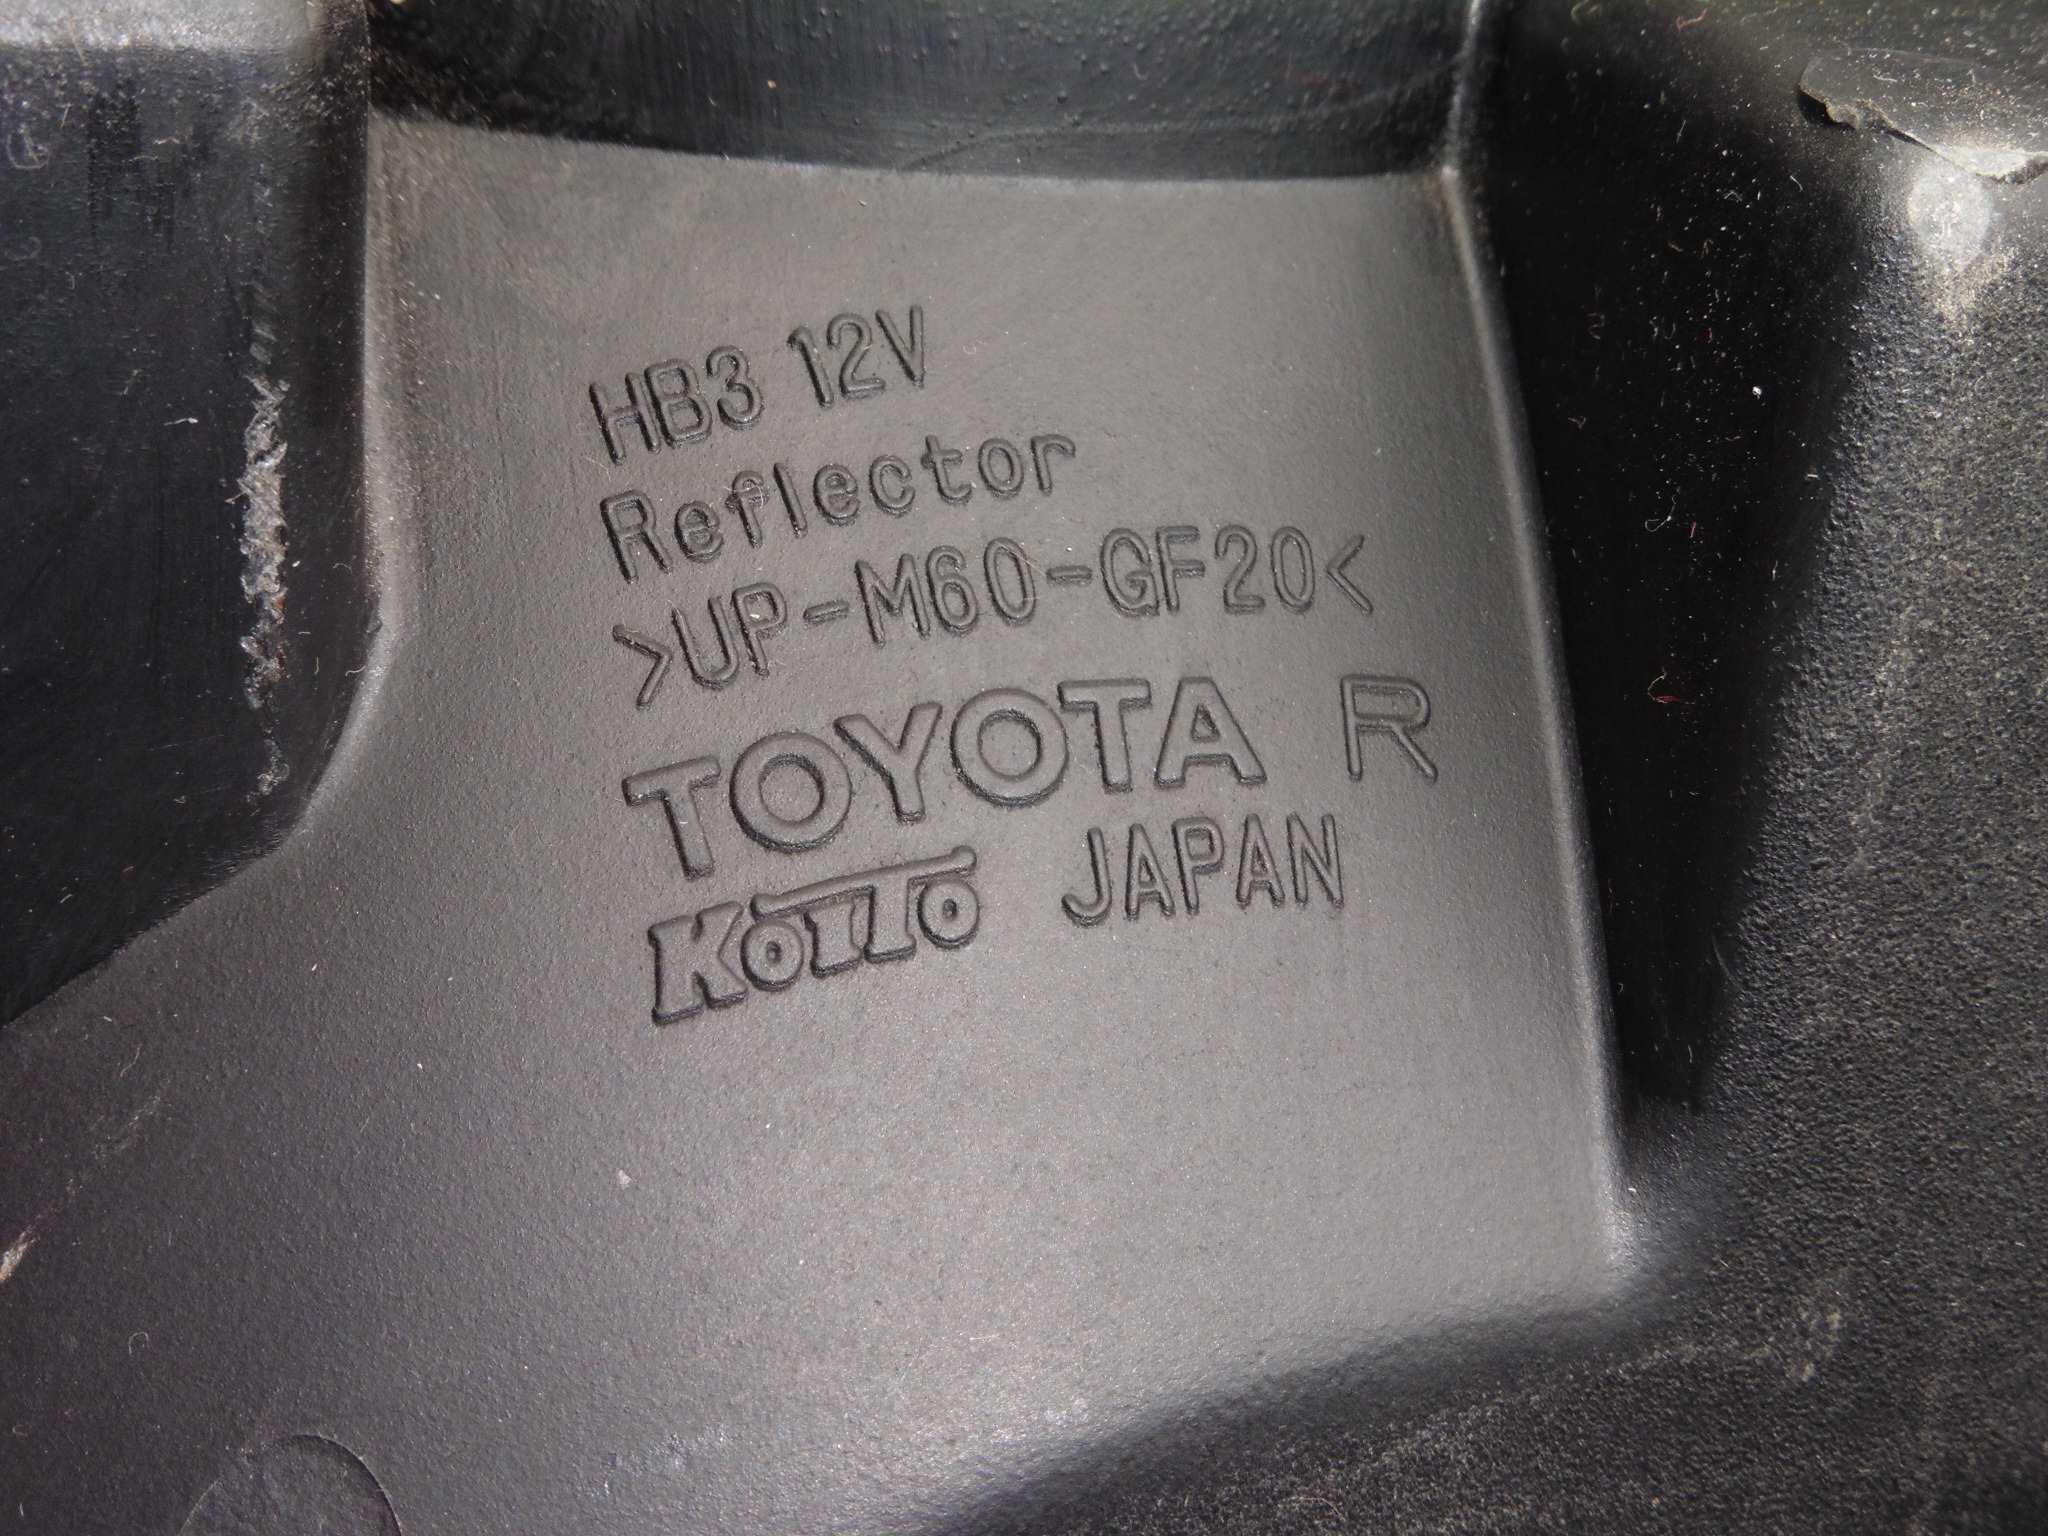 HB3 12V
Reflector
>UP-M60-GF20<
TOYOTA R
KOITO JAPAN